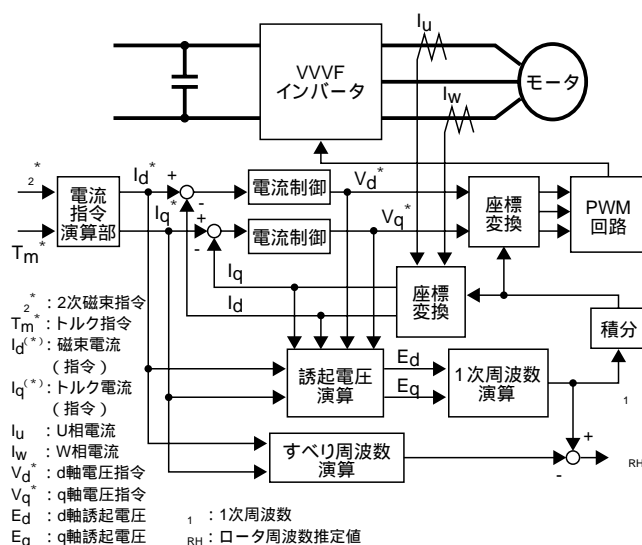 VVVF
インバータ
Iu
Iw
モータ
2*
Tm*
電流
指令
演算部
Id*
Iq*
+
-
+
-
電流制御
電流制御
Vd*
Vq*
座標
変換
PWM
回路
Iq
Id
座標
変換
積分
誘起電圧
演算
Ed
Eq
1次周波数
演算
1
すべり周波数
演算
+
-
RH
2* : 2次磁束指令
Tm* : トルク指令
Id(*) : 磁束電流
(指令)
Iq(*) : トルク電流
(指令)
Iu : U相電流
Iw : W相電流
Vd* : d軸電圧指令
Vq* : q軸電圧指令
Ed : d軸誘起電圧
Eq : q軸誘起電圧
1 : 1次周波数
RH : ロータ周波数推定値